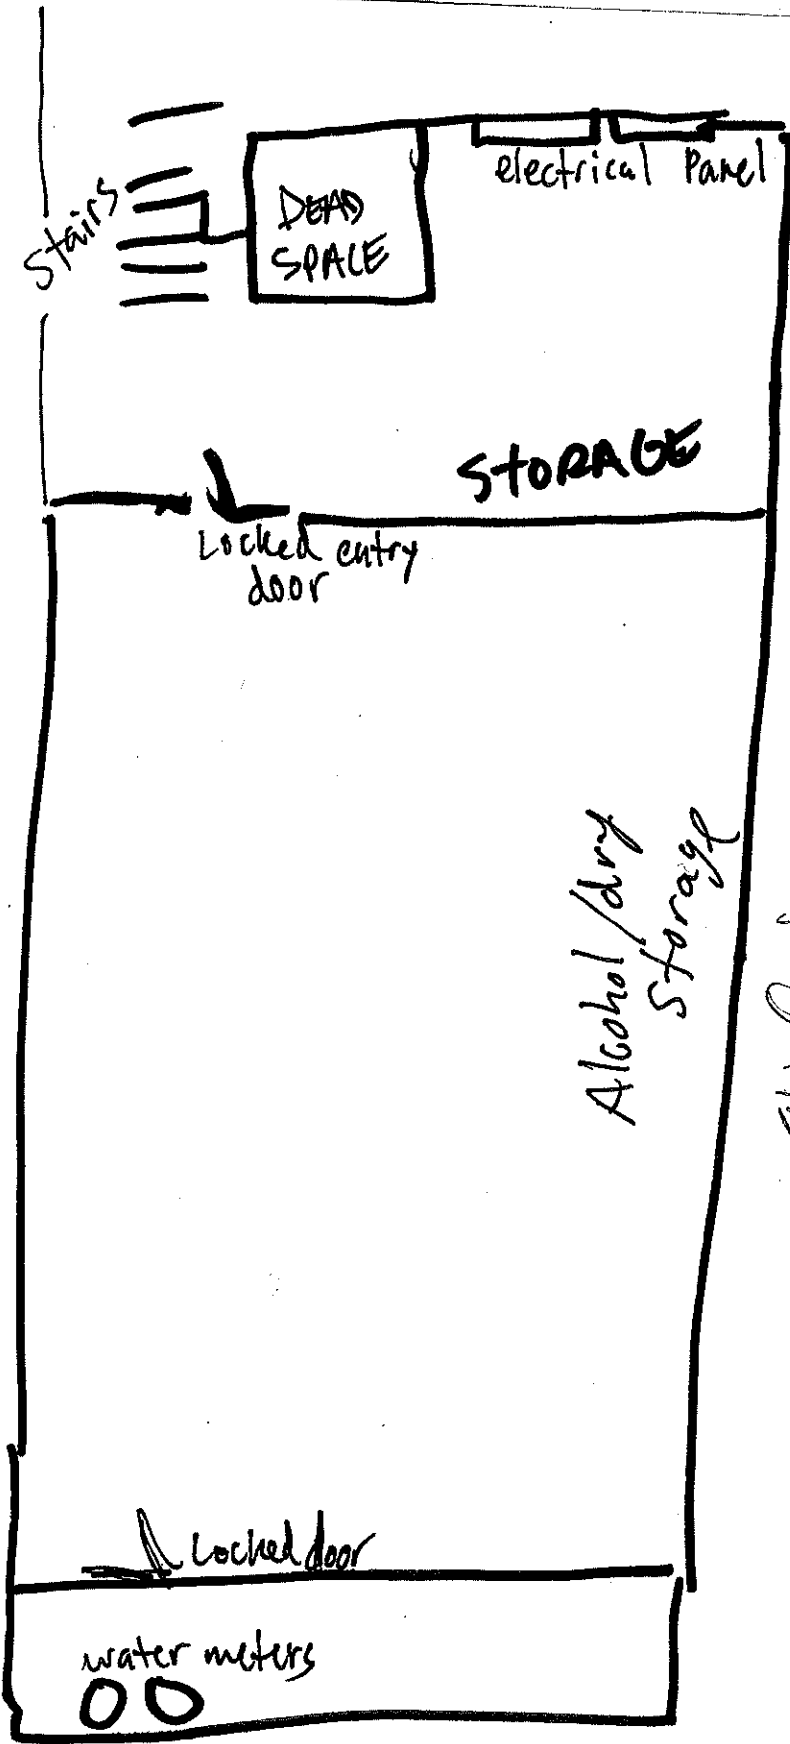 Stairs
DEAD
SPACE
electrical Panel
STORAGE
Locked entry
door
Alcohol/dry
Storage
Locked door
water meters